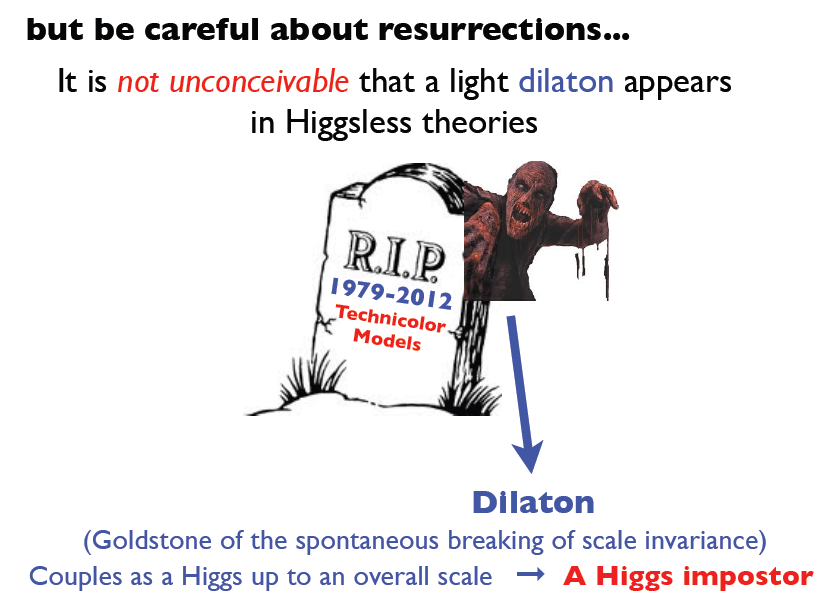 but be careful about resurrections...
It is not unconceivable that a light dilaton appears
in Higgsless theories
R.I.P.
1979-2012
Technicolor
Models
Dilaton
(Goldstone of the spontaneous breaking of scale invariance)
Couples as a Higgs up to an overall scale → A Higgs impostor